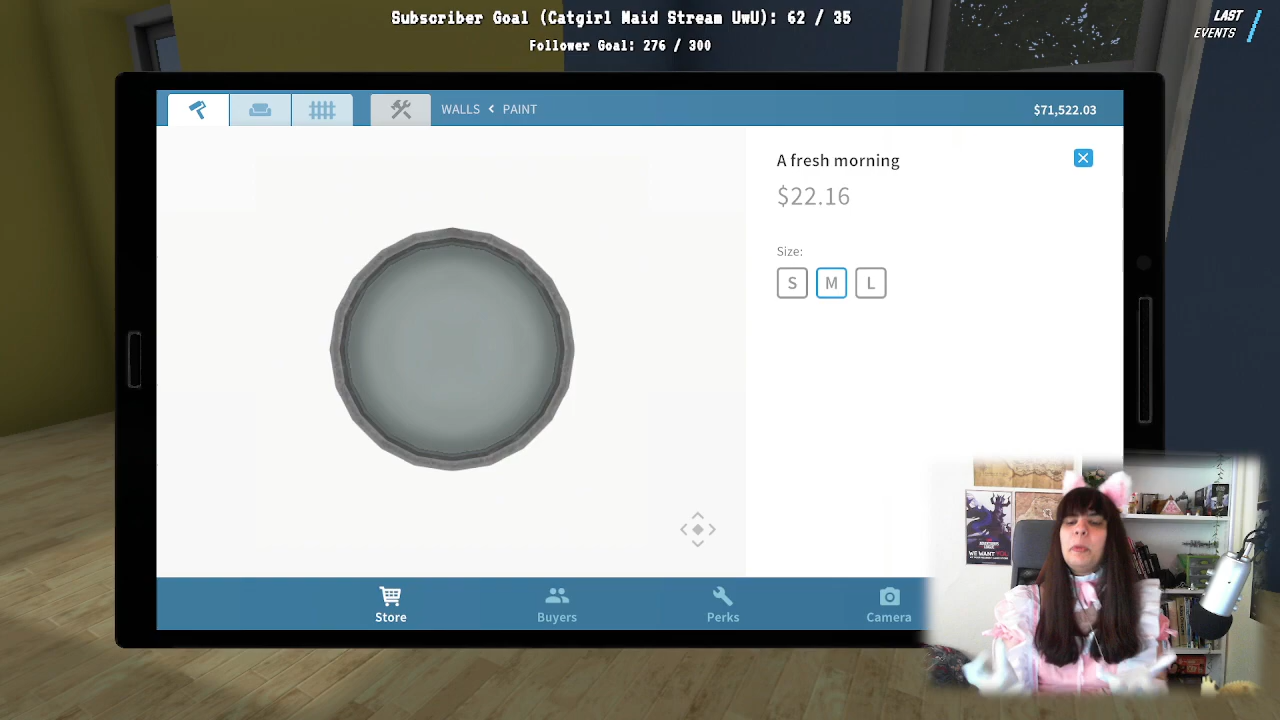 Subscriber Goal (Catgirl Maid Stream UwU): 62 / 35
Follower Goal: 276 / 300
LAST
EVENTS
WALLS < PAINT
$71,522.03
A fresh morning
$22.16
Size:
S M L
WE WANT YOU
Store
Buyers
Perks
Camera